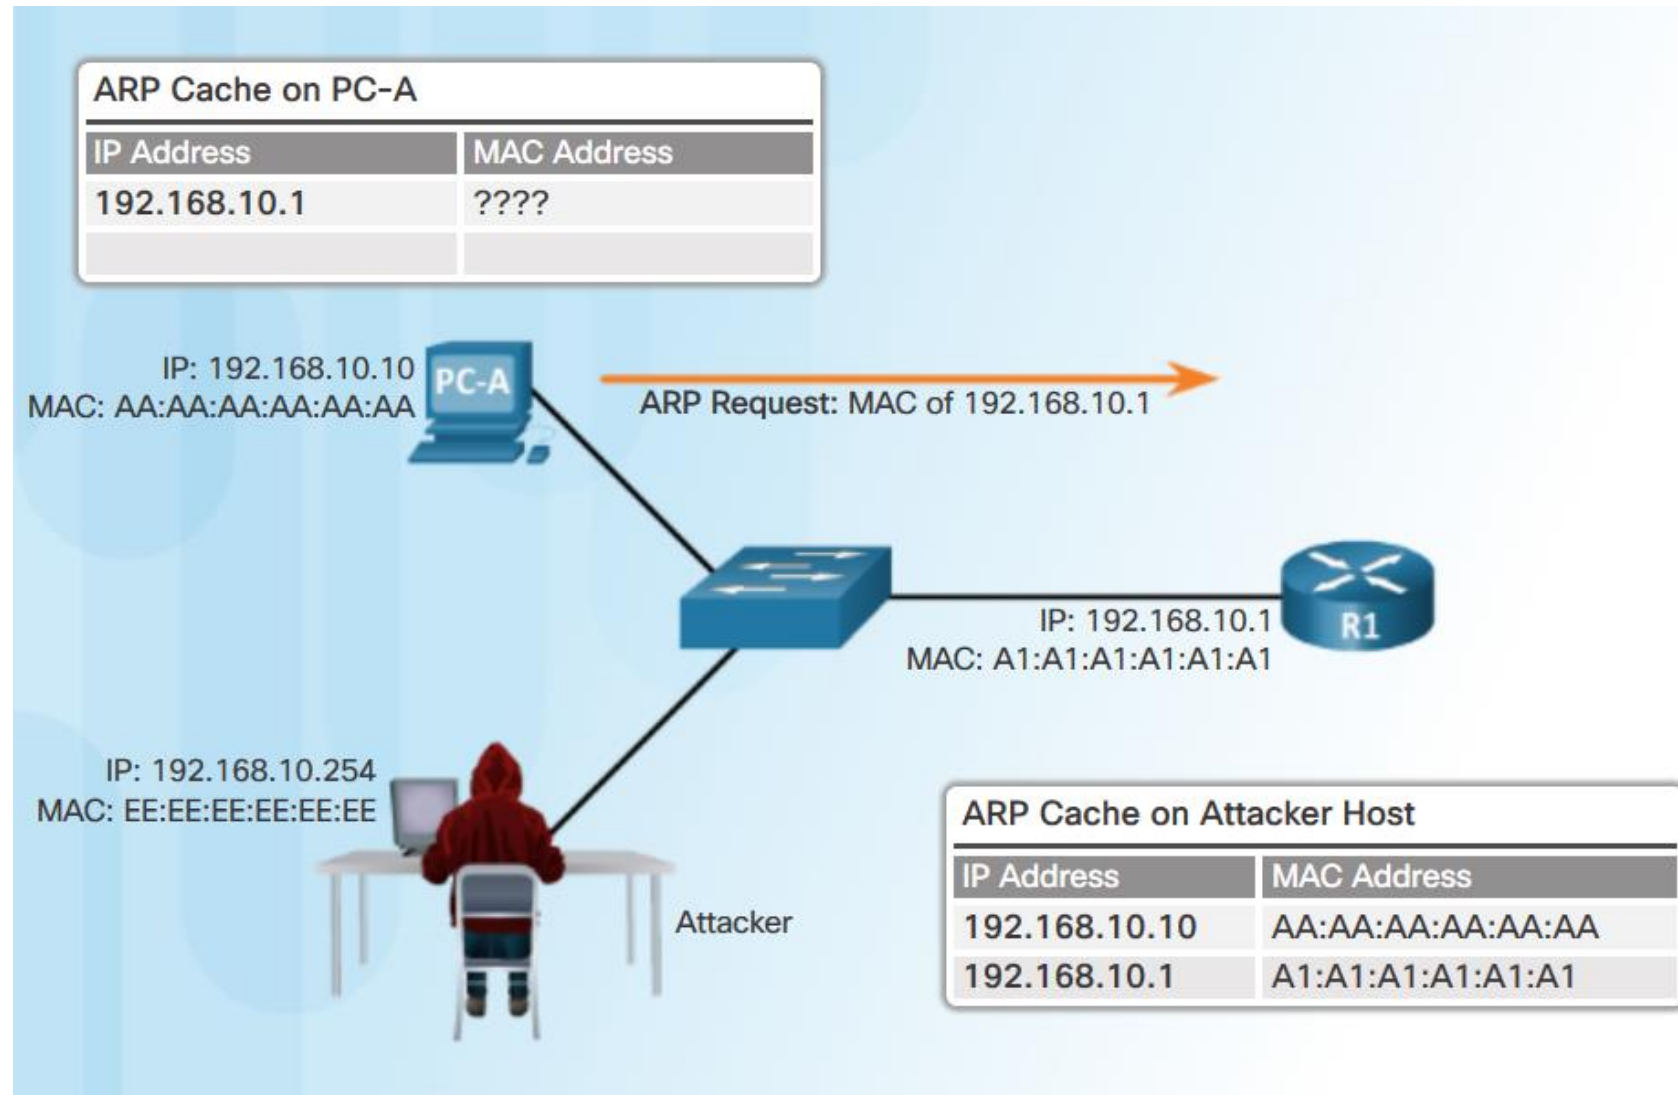 ARP Cache on PC-A
IP Address MAC Address
192.168.10.1 ????
IP: 192.168.10.10
MAC: AA:AA:AA:AA:AA:AA
PC-A
ARP Request: MAC of 192.168.10.1
IP: 192.168.10.1
MAC: A1:A1:A1:A1:A1:A1
R1
IP: 192.168.10.254
MAC: EE:EE:EE:EE:EE:EE
Attacker
ARP Cache on Attacker Host
IP Address MAC Address
192.168.10.10 AA:AA:AA:AA:AA:AA
192.168.10.1 A1:A1:A1:A1:A1:A1